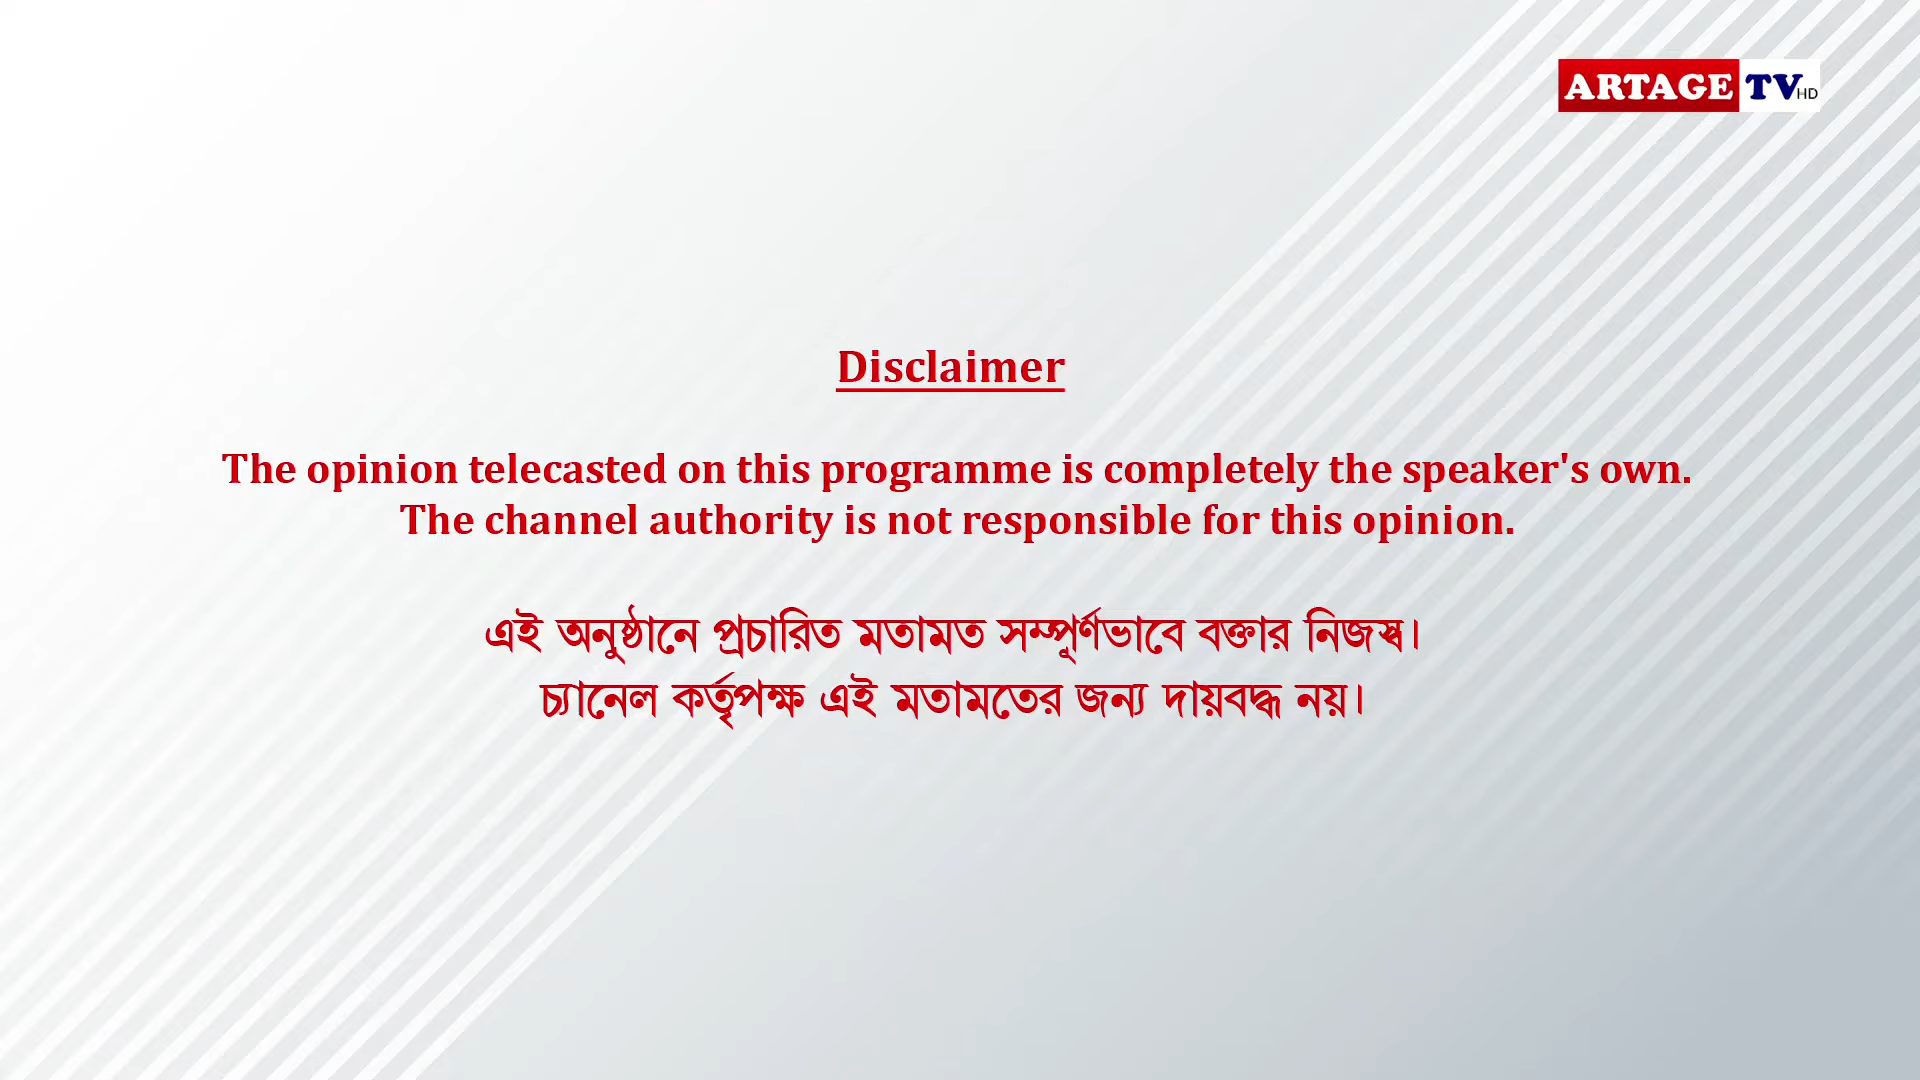 ARTAGE TV HD
Disclaimer
The opinion telecasted on this programme is completely the speaker's own.
The channel authority is not responsible for this opinion.
এই অনুষ্ঠানে প্রচারিত মতামত সম্পূর্ণভাবে বক্তার নিজস্ব।
চ্যানেল কর্তৃপক্ষ এই মতামতের জন্য দায়বদ্ধ নয়।